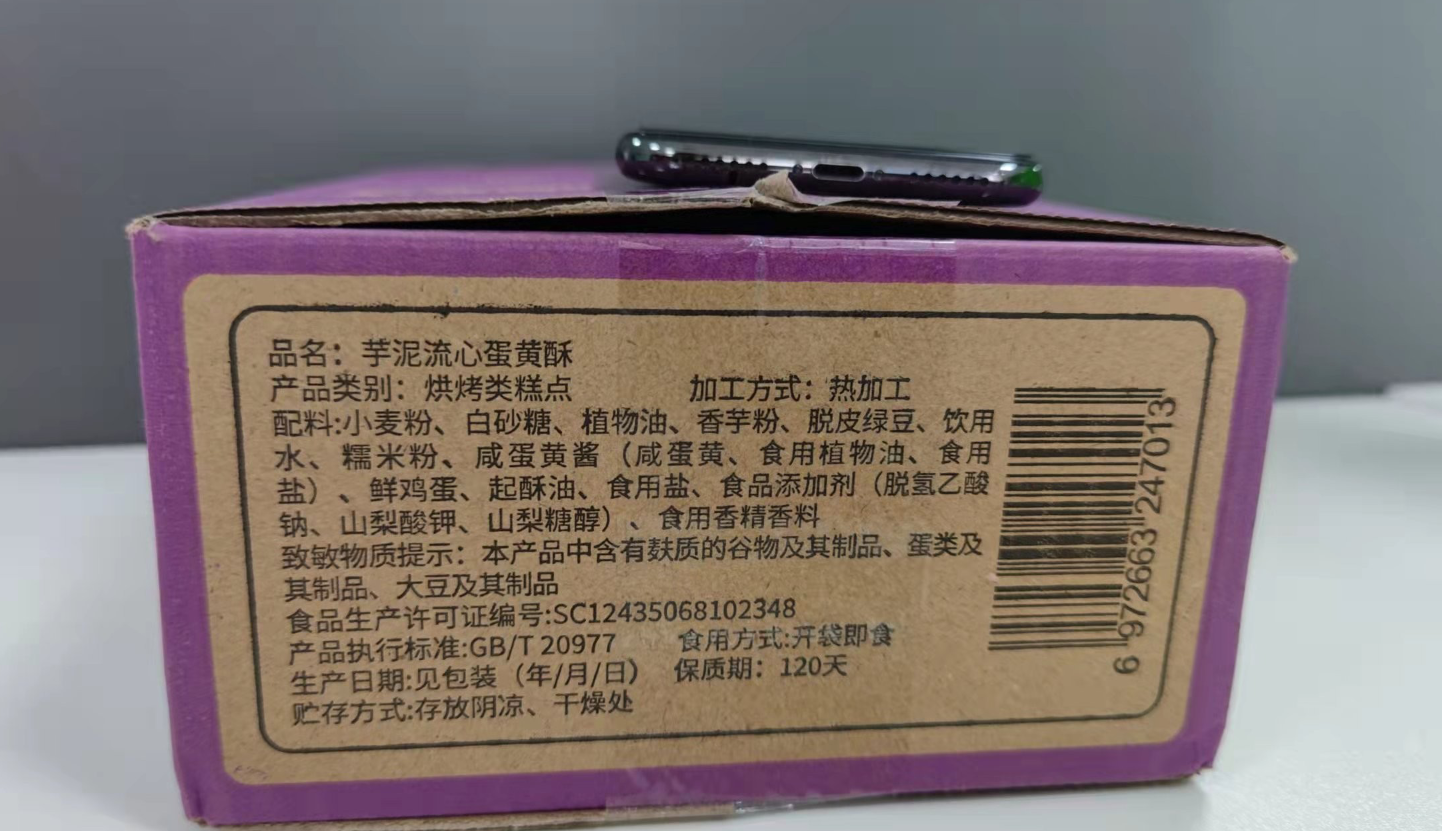 品名：芋泥流心蛋黄酥
产品类别：烘烤类糕点 加工方式：热加工
配料:小麦粉、白砂糖、植物油、香芋粉、脱皮绿豆、饮用
水、糯米粉、咸蛋黄酱（咸蛋黄、食用植物油、食用
盐）、鲜鸡蛋、起酥油、食用盐、食品添加剂（脱氢乙酸
钠、山梨酸钾、山梨糖醇）、食用香精香料
致敏物质提示：本产品中含有麸质的谷物及其制品、蛋类及
其制品、大豆及其制品
食品生产许可证编号:SC12435068102348
产品执行标准:GB/T 20977 食用方式:开袋即食
生产日期:见包装（年/月/日） 保质期：120天
贮存方式:存放阴凉、干燥处
6 972663 247013